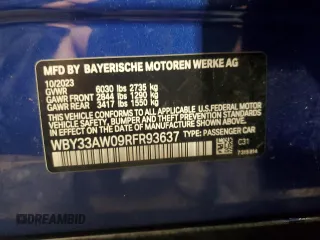 MFD BY BAYERISCHE MOTOREN WERKE AG
10/2023
GVWR 6030 lbs 2735 kg
GAWR FRONT 2844 lbs 1290 kg
GAWR REAR 3417 lbs 1550 kg
THIS VEHICLE CONFORMS TO ALL APPLICABLE U.S. FEDERAL MOTOR VEHICLE SAFETY, BUMPER, AND THEFT PREVENTION STANDARDS IN EFFECT ON THE DATE OF MANUFACTURE SHOWN ABOVE.
WBY33AW09RFR93637
TYPE: PASSENGER CAR
C31
DREAMBID